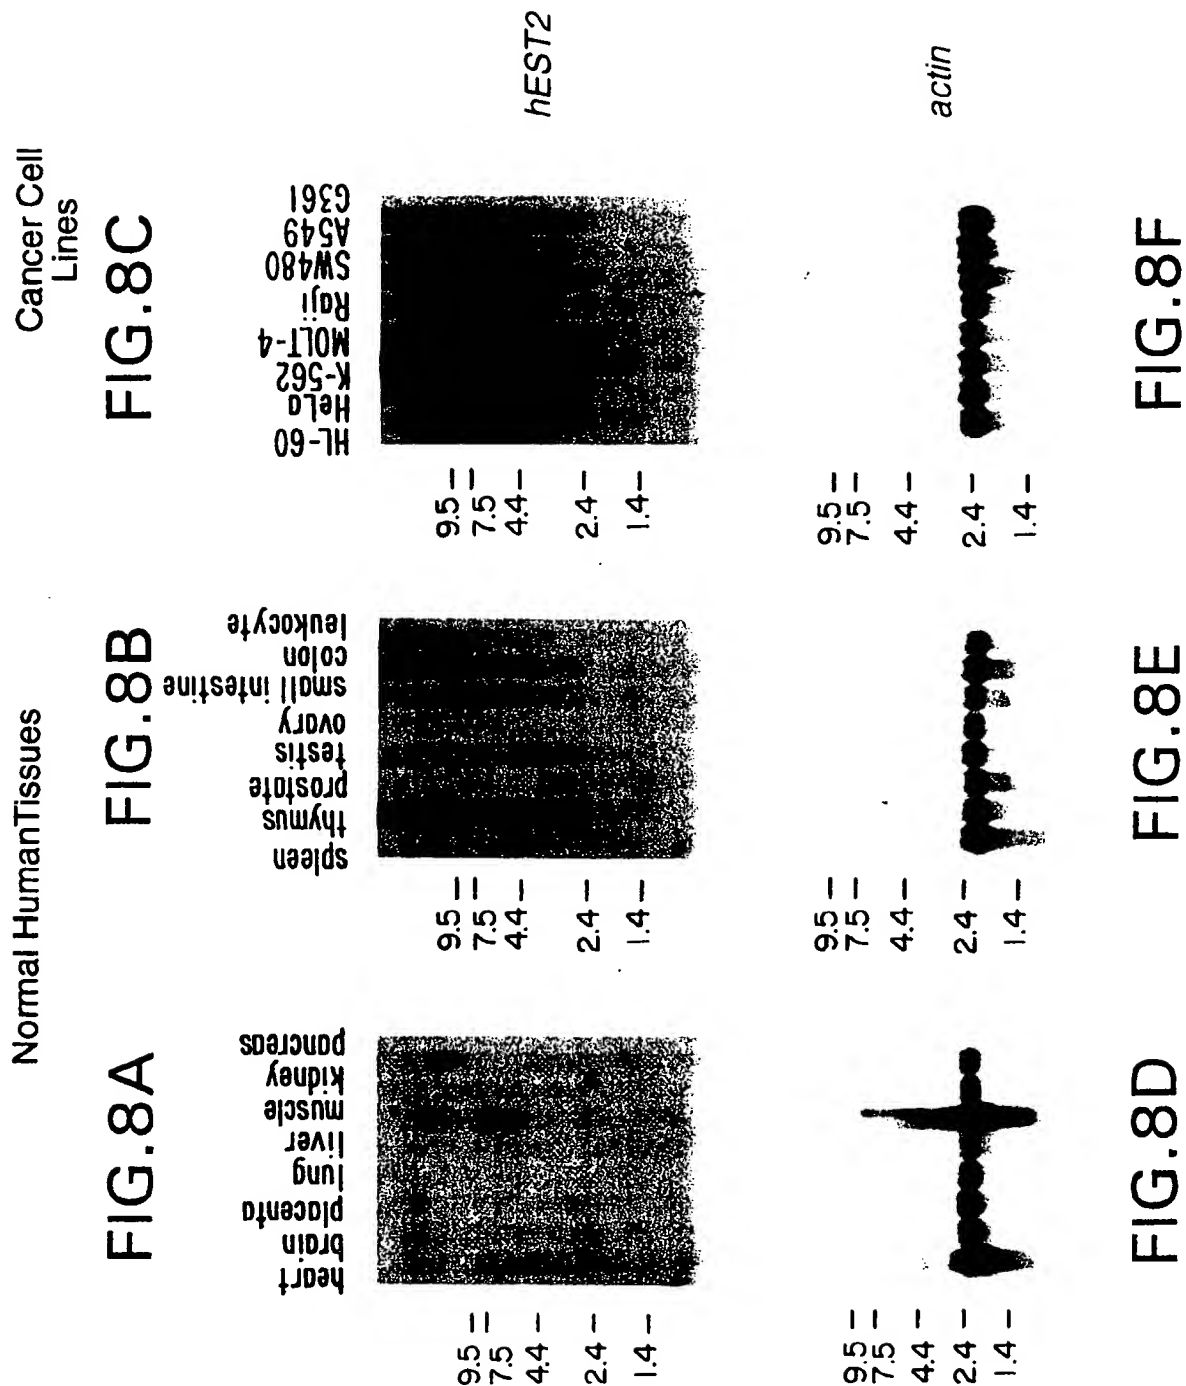 Normal HumanTissues
Cancer Cell
Lines
FIG.8A
FIG.8B
FIG.8C
heart
brain
placenta
lung
liver
muscle
kidney
pancreas
spleen
thymus
prostate
testis
ovary
small intestine
colon
leukocyte
HL-60
HeLa
K-562
MOLT-4
Raji
SW480
A549
G361
9.5
7.5
4.4
2.4
1.4
9.5
7.5
4.4
2.4
1.4
9.5
7.5
4.4
2.4
1.4
hEST2
9.5
7.5
4.4
2.4
1.4
9.5
7.5
4.4
2.4
1.4
9.5
7.5
4.4
2.4
1.4
actin
FIG.8D
FIG.8E
FIG.8F